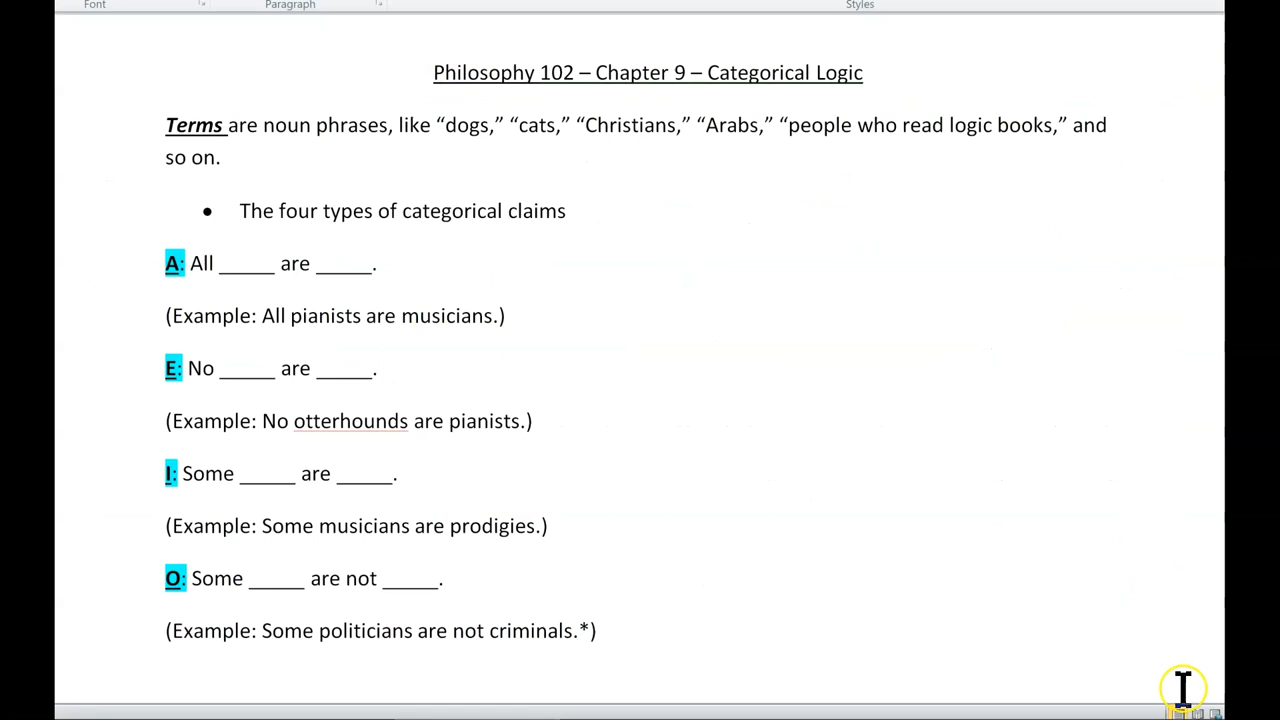 Font Paragraph Styles
Philosophy 102 – Chapter 9 – Categorical Logic
Terms are noun phrases, like “dogs,” “cats,” “Christians,” “Arabs,” “people who read logic books,” and
so on.
• The four types of categorical claims
A: All _____ are _____.
(Example: All pianists are musicians.)
E: No _____ are _____.
(Example: No otterhounds are pianists.)
I: Some _____ are _____.
(Example: Some musicians are prodigies.)
O: Some _____ are not _____.
(Example: Some politicians are not criminals.*)